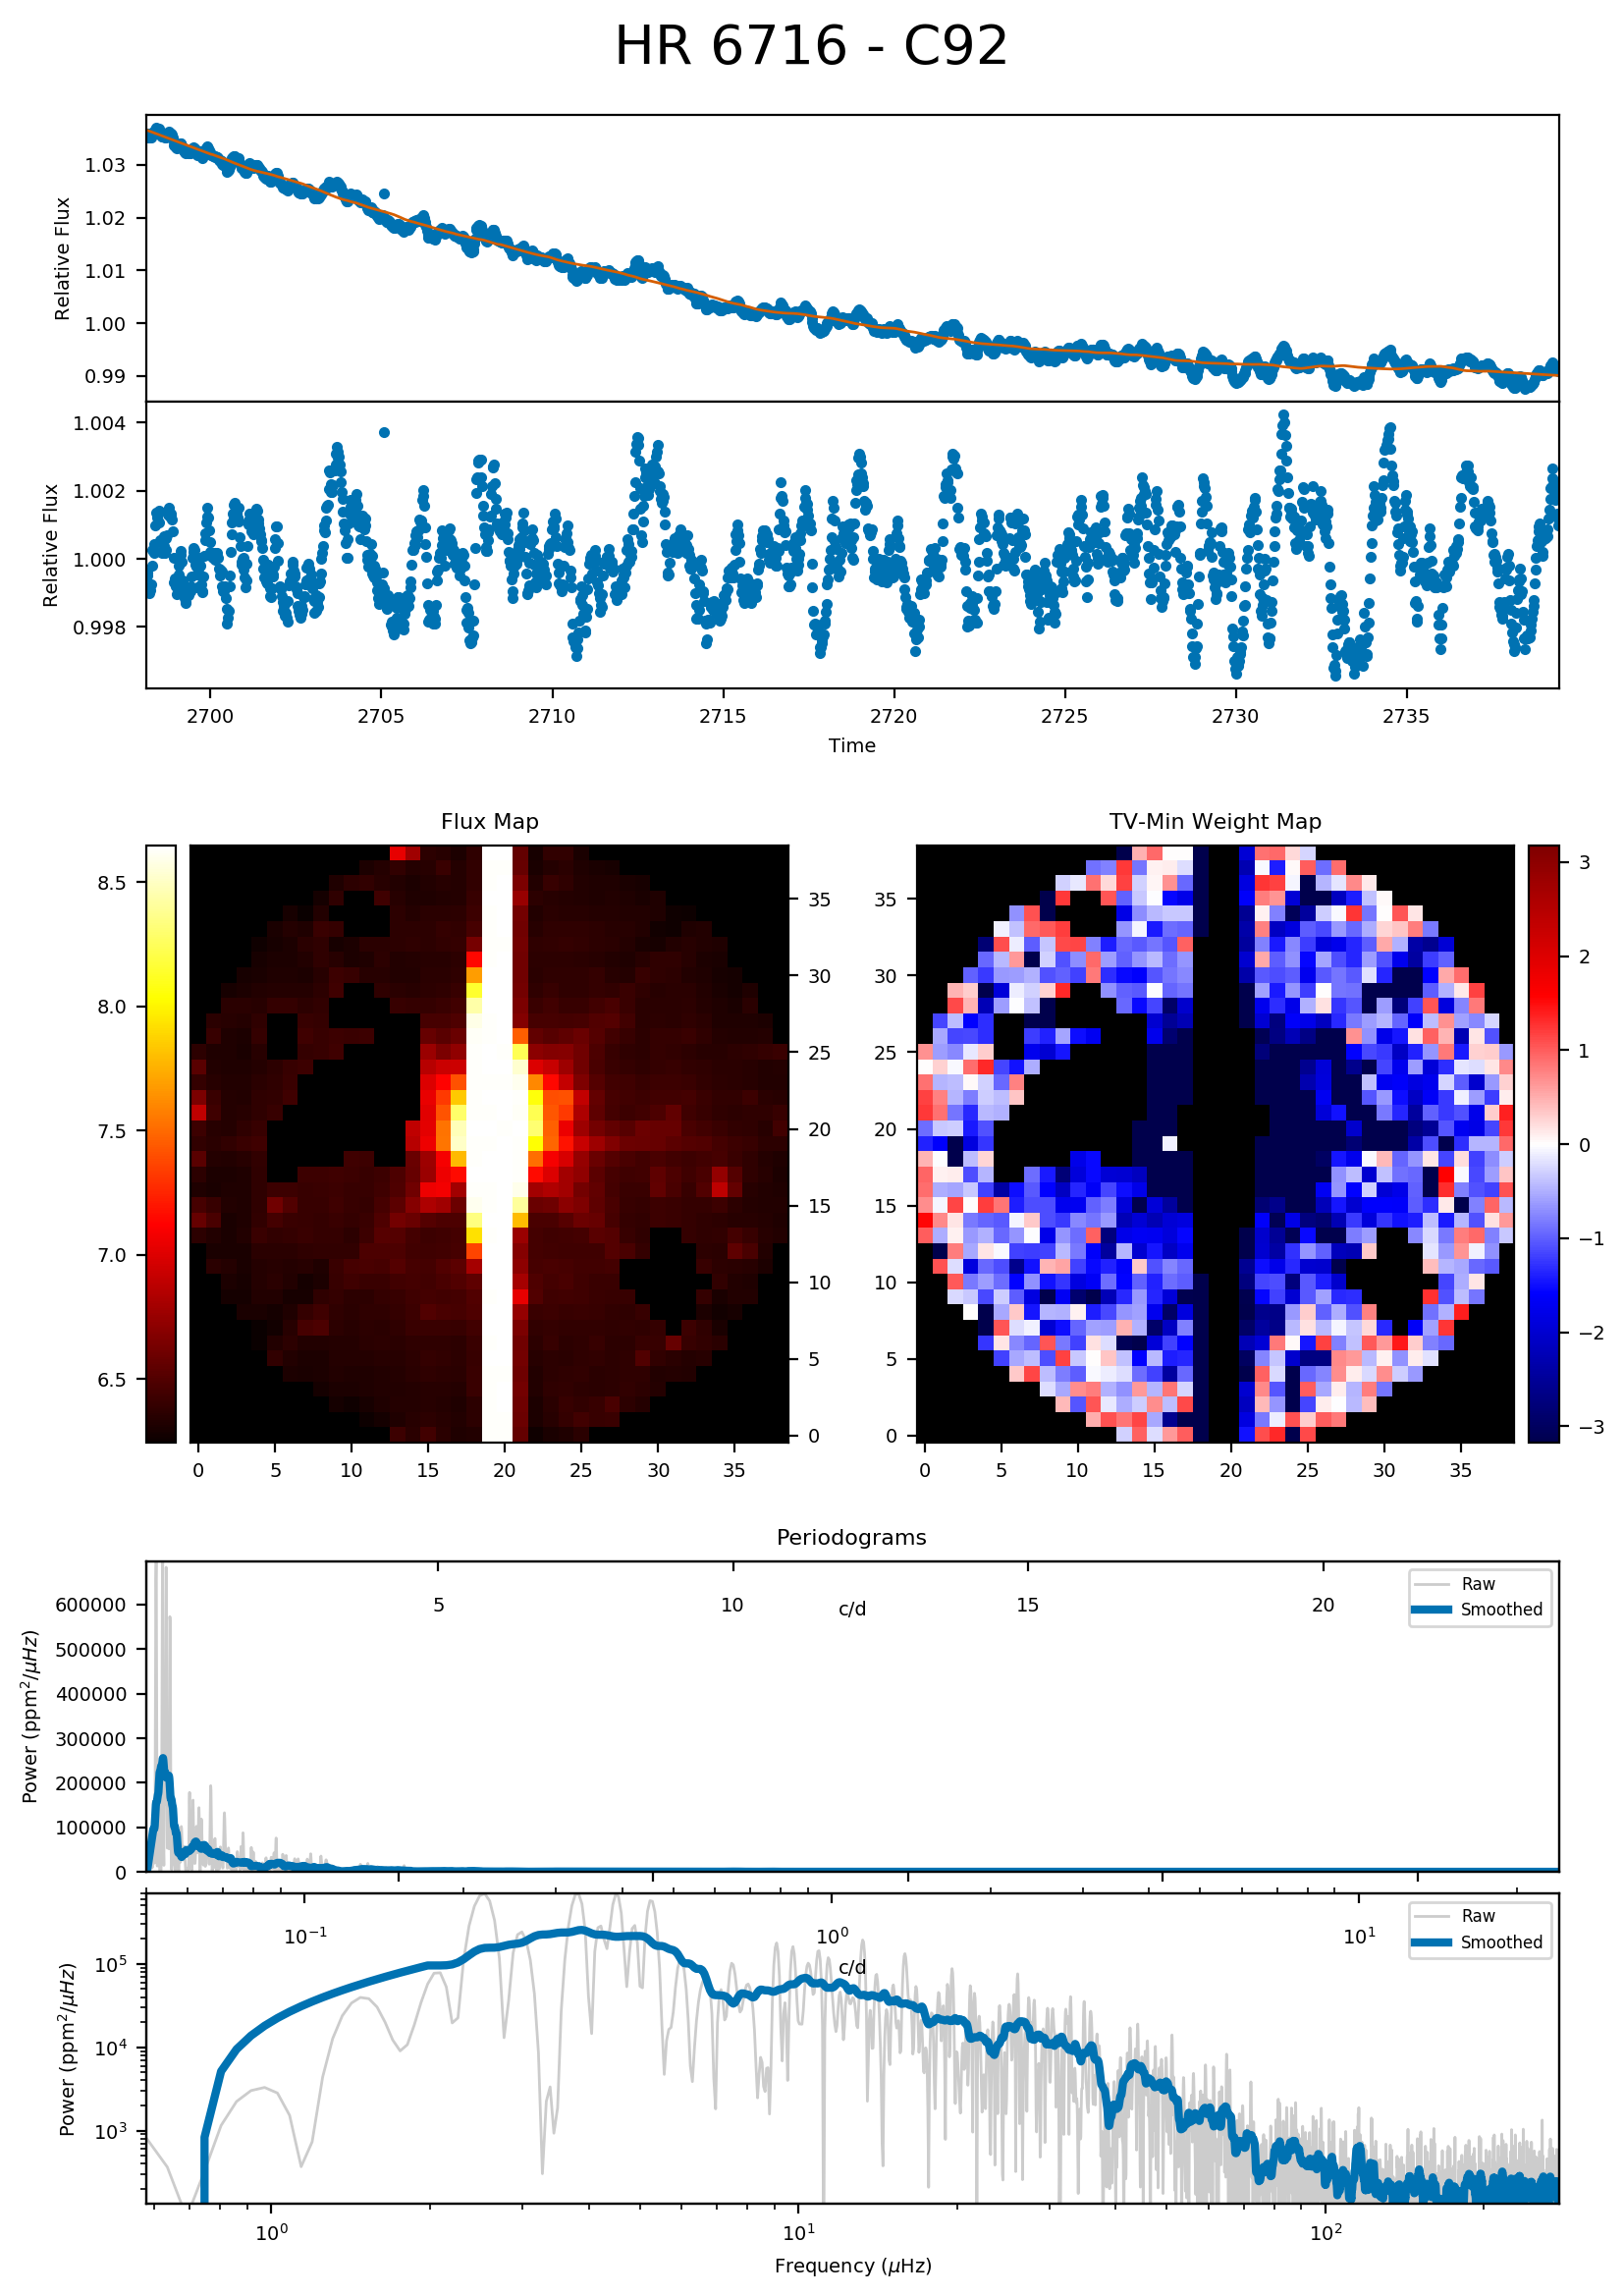 HR 6716 - C92
1.03
1.02
1.01
1.00
0.99
Relative Flux
1.004
1.002
1.000
0.998
Relative Flux
2700 2705 2710 2715 2720 2725 2730 2735
Time
Flux Map
8.5
8.0
7.5
7.0
6.5
35
30
25
20
15
10
5
0
0 5 10 15 20 25 30 35
TV-Min Weight Map
35
30
25
20
15
10
5
0
0 5 10 15 20 25 30 35
3
2
1
0
−1
−2
−3
Periodograms
600000
500000
400000
300000
200000
100000
0
Power (ppm²/μHz)
5 10 15 20
c/d
Raw
Smoothed
10⁻¹ 10⁰ 10¹
c/d
Raw
Smoothed
10⁵
10⁴
10³
Power (ppm²/μHz)
10⁰ 10¹ 10²
Frequency (μHz)